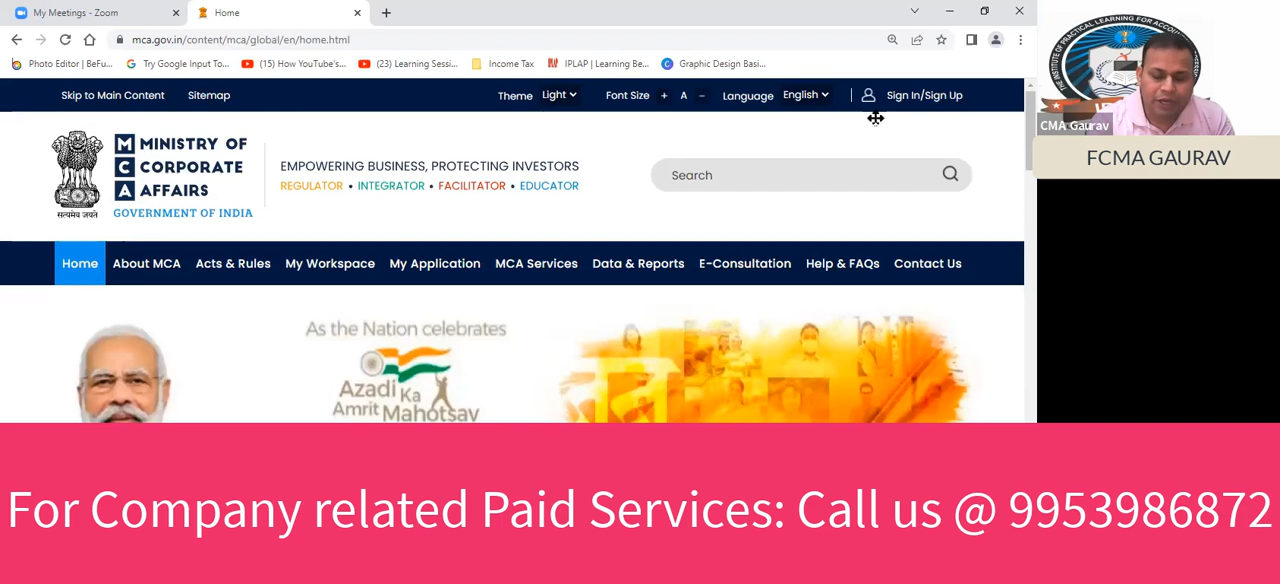 My Meetings - Zoom
Home
mca.gov.in/content/mca/global/en/home.html
Photo Editor | BeFu...
Try Google Input To...
(15) How YouTube's...
(23) Learning Sessi...
Income Tax
IPLAP | Learning Be...
Graphic Design Basi...
Skip to Main Content Sitemap Theme Light Font Size + A - Language English Sign In/Sign Up
MINISTRY OF
CORPORATE
AFFAIRS
GOVERNMENT OF INDIA
सत्यमेव जयते
EMPOWERING BUSINESS, PROTECTING INVESTORS
REGULATOR • INTEGRATOR • FACILITATOR • EDUCATOR
Search
Home About MCA Acts & Rules My Workspace My Application MCA Services Data & Reports E-Consultation Help & FAQs Contact Us
As the Nation celebrates
Azadi Ka
Amrit Mahotsav
CMA Gaurav
FCMA GAURAV
For Company related Paid Services: Call us @ 9953986872